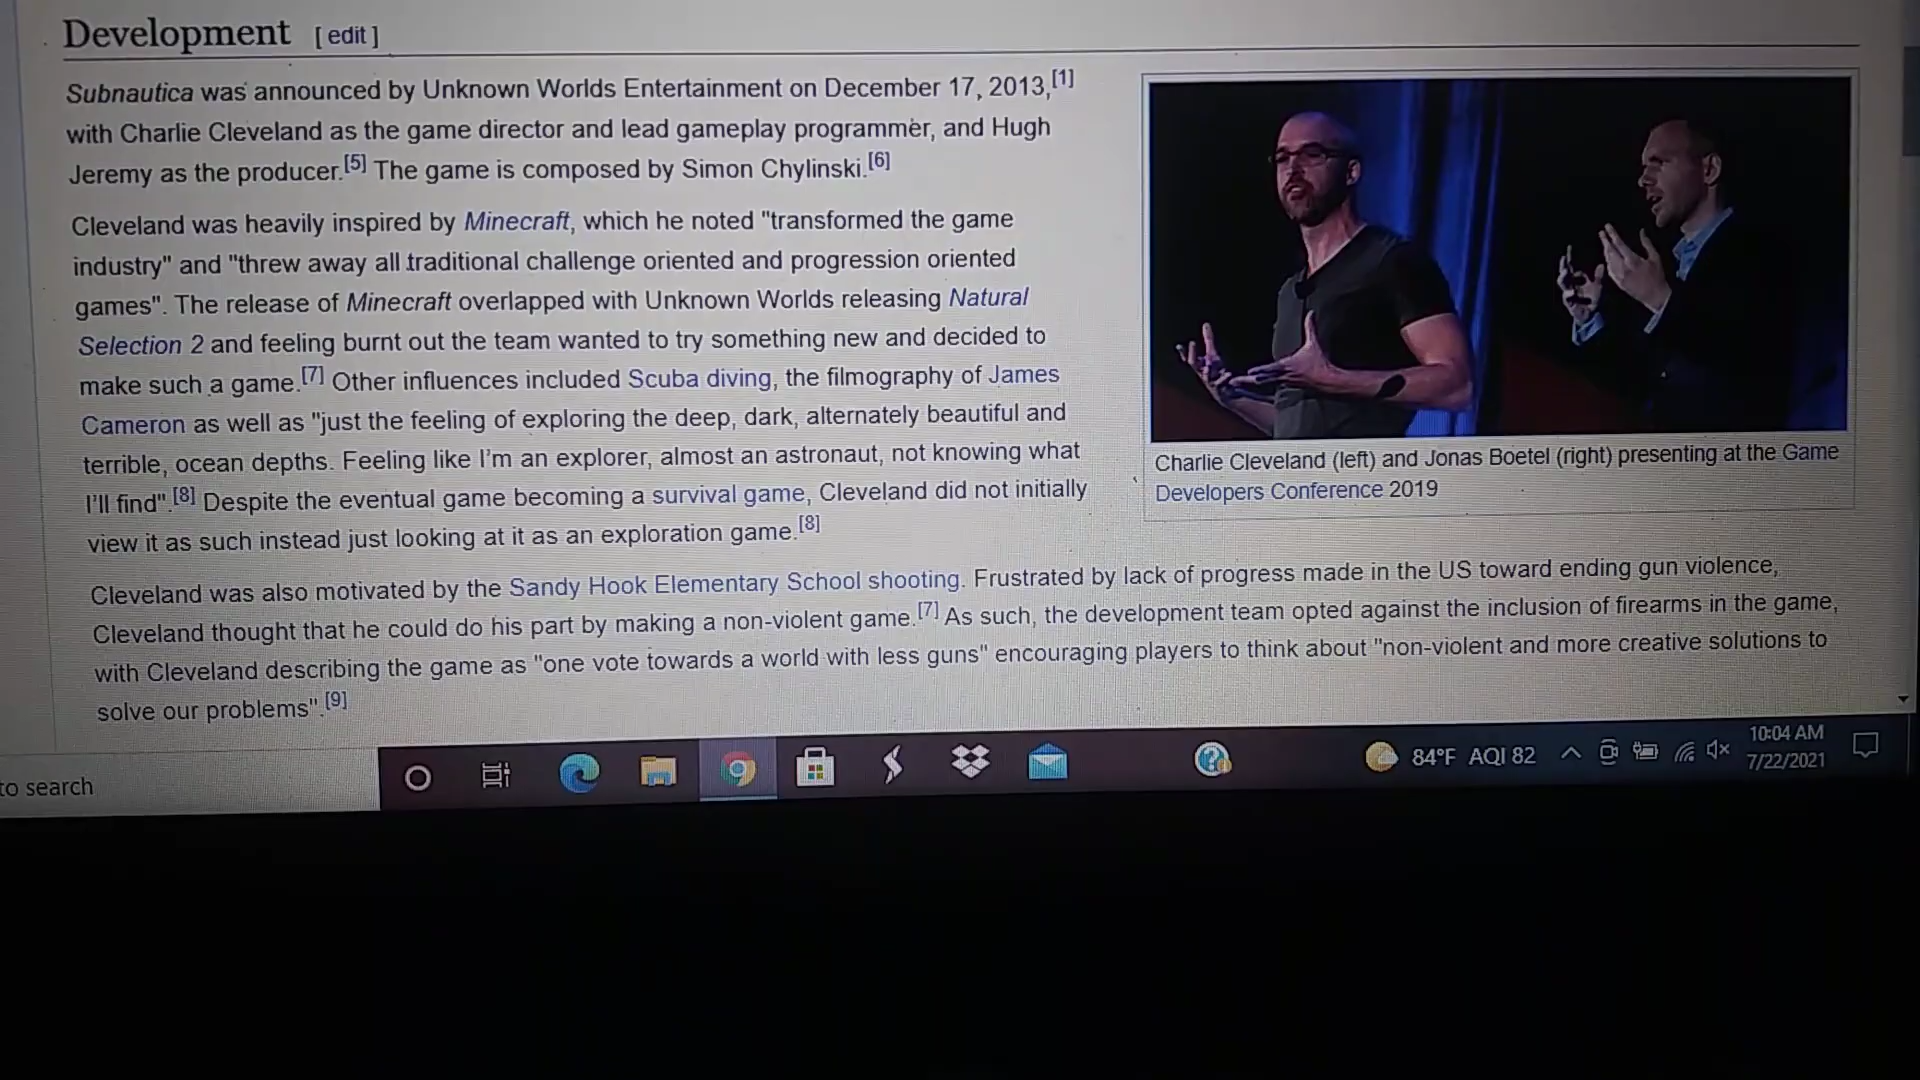 Development [ edit ]
Subnautica was announced by Unknown Worlds Entertainment on December 17, 2013,[1]
with Charlie Cleveland as the game director and lead gameplay programmer, and Hugh
Jeremy as the producer.[5] The game is composed by Simon Chylinski.[6]
Cleveland was heavily inspired by Minecraft, which he noted "transformed the game
industry" and "threw away all traditional challenge oriented and progression oriented
games". The release of Minecraft overlapped with Unknown Worlds releasing Natural
Selection 2 and feeling burnt out the team wanted to try something new and decided to
make such a game.[7] Other influences included Scuba diving, the filmography of James
Cameron as well as "just the feeling of exploring the deep, dark, alternately beautiful and
terrible, ocean depths. Feeling like I'm an explorer, almost an astronaut, not knowing what
I'll find".[8] Despite the eventual game becoming a survival game, Cleveland did not initially
view it as such instead just looking at it as an exploration game.[8]
Charlie Cleveland (left) and Jonas Boetel (right) presenting at the Game
Developers Conference 2019
Cleveland was also motivated by the Sandy Hook Elementary School shooting. Frustrated by lack of progress made in the US toward ending gun violence,
Cleveland thought that he could do his part by making a non-violent game.[7] As such, the development team opted against the inclusion of firearms in the game,
with Cleveland describing the game as "one vote towards a world with less guns" encouraging players to think about "non-violent and more creative solutions to
solve our problems".[9]
to search
84°F AQI 82
10:04 AM
7/22/2021